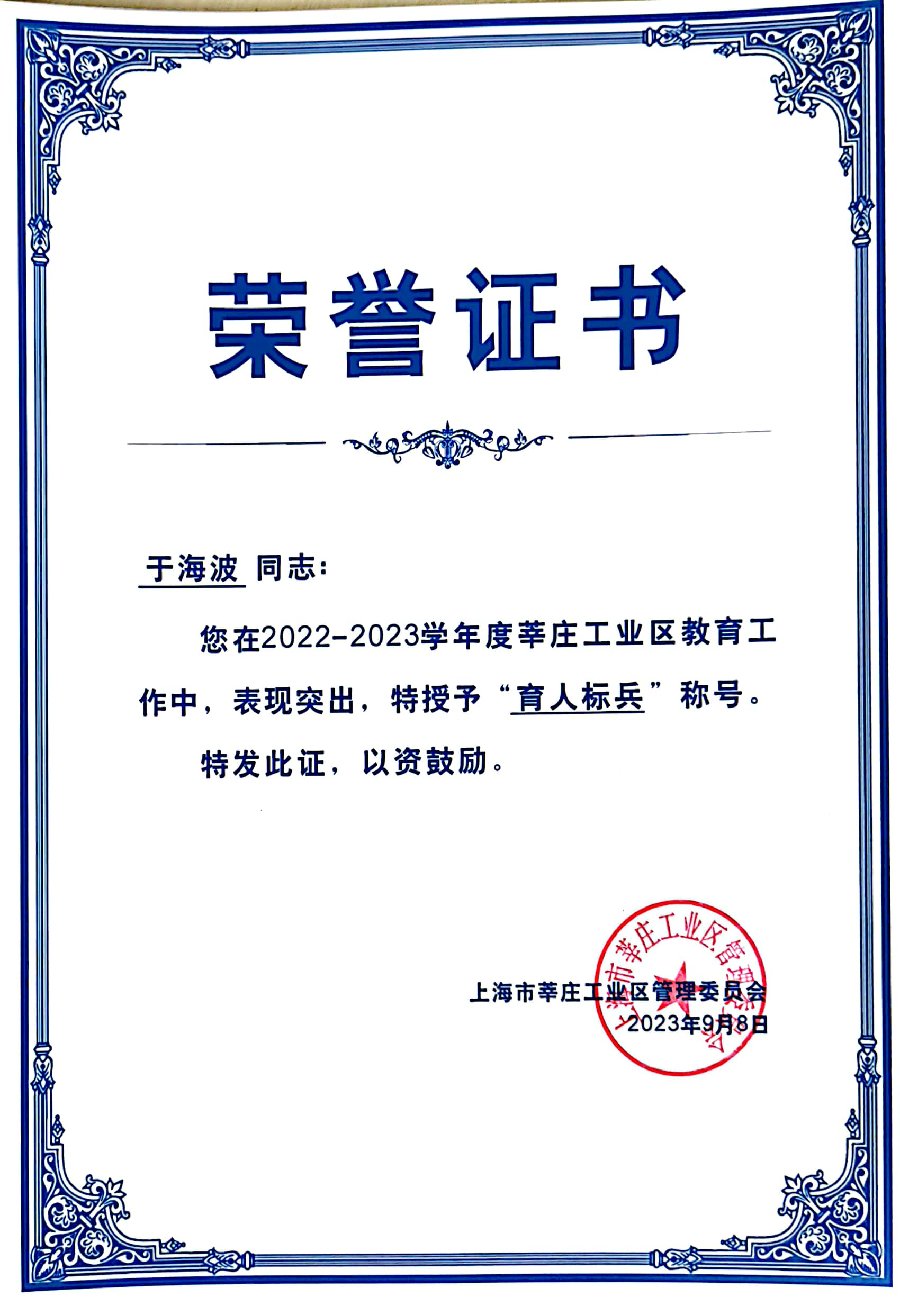 荣誉证书
于海波 同志：
您在2022-2023学年度莘庄工业区教育工
作中，表现突出，特授予“育人标兵”称号。
特发此证，以资鼓励。
上海市莘庄工业区管理委员会
上海市莘庄工业区管理委员会
2023年9月8日